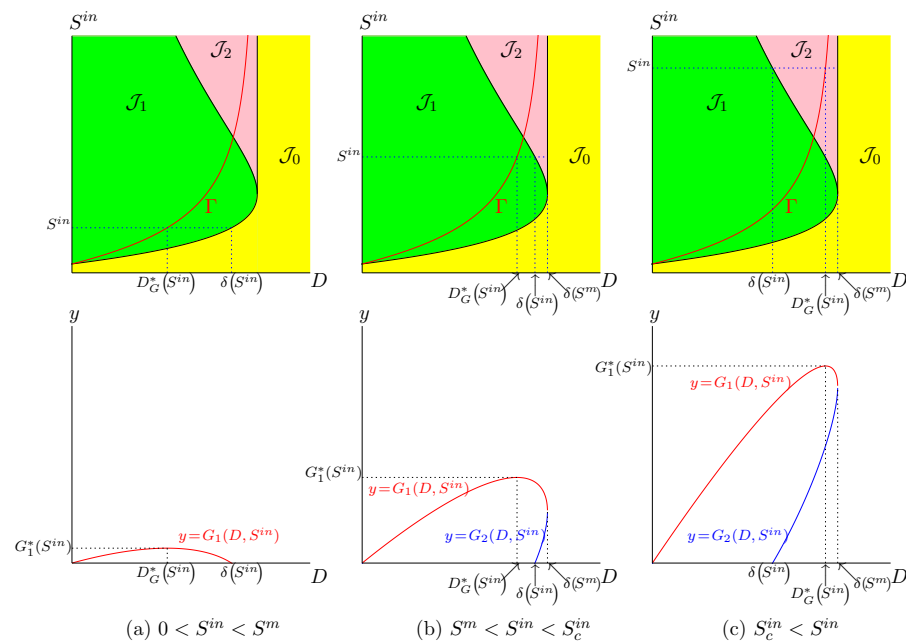 S^{in} S^{in} S^{in}
𝒥_2 𝒥_2 𝒥_2
S^{in}
𝒥_1 𝒥_1 𝒥_1
S^{in} 𝒥_0 𝒥_0 𝒥_0
Γ Γ Γ
S^{in}
D^*_G(S^{in}) δ(S^{in}) D D^*_G(S^{in}) δ(S^{in}) δ(S^m) D δ(S^{in}) D^*_G(S^{in}) δ(S^m) D
y y y
G^*_1(S^{in}) y=G_1(D, S^{in})
G^*_1(S^{in}) y=G_1(D, S^{in})
G^*_1(S^{in}) y=G_1(D, S^{in}) y=G_2(D, S^{in}) y=G_2(D, S^{in})
D^*_G(S^{in}) δ(S^{in}) D D^*_G(S^{in}) δ(S^{in}) δ(S^m) D δ(S^{in}) D^*_G(S^{in}) δ(S^m) D
(a) 0 < S^{in} < S^m (b) S^m < S^{in} < S^{in}_c (c) S^{in}_c < S^{in}